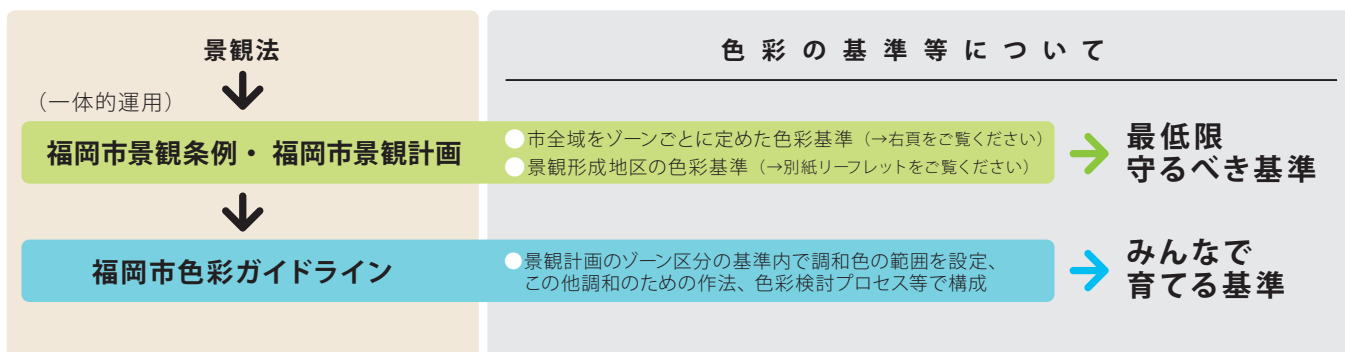 景観法
色彩の基準等について
（一体的運用）
福岡市景観条例・ 福岡市景観計画
市全域をゾーンごとに定めた色彩基準（→右頁をご覧ください）
景観形成地区の色彩基準（→別紙リーフレットをご覧ください）
最低限
守るべき基準
福岡市色彩ガイドライン
景観計画のゾーン区分の基準内で調和色の範囲を設定、
この他調和のための作法、色彩検討プロセス等で構成
みんなで
育てる基準